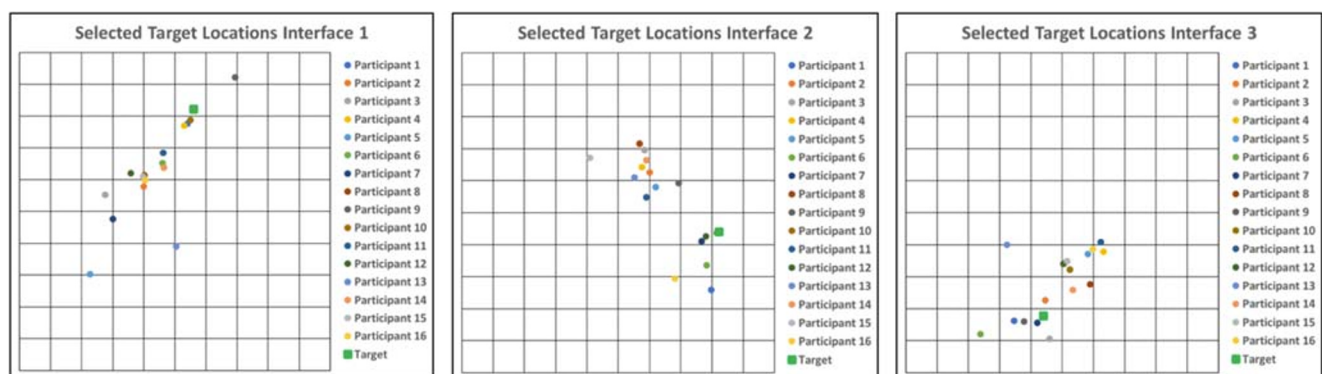 Selected Target Locations Interface 1
Participant 1
Participant 2
Participant 3
Participant 4
Participant 5
Participant 6
Participant 7
Participant 8
Participant 9
Participant 10
Participant 11
Participant 12
Participant 13
Participant 14
Participant 15
Participant 16
Target
Selected Target Locations Interface 2
Participant 1
Participant 2
Participant 3
Participant 4
Participant 5
Participant 6
Participant 7
Participant 8
Participant 9
Participant 10
Participant 11
Participant 12
Participant 13
Participant 14
Participant 15
Participant 16
Target
Selected Target Locations Interface 3
Participant 1
Participant 2
Participant 3
Participant 4
Participant 5
Participant 6
Participant 7
Participant 8
Participant 9
Participant 10
Participant 11
Participant 12
Participant 13
Participant 14
Participant 15
Participant 16
Target